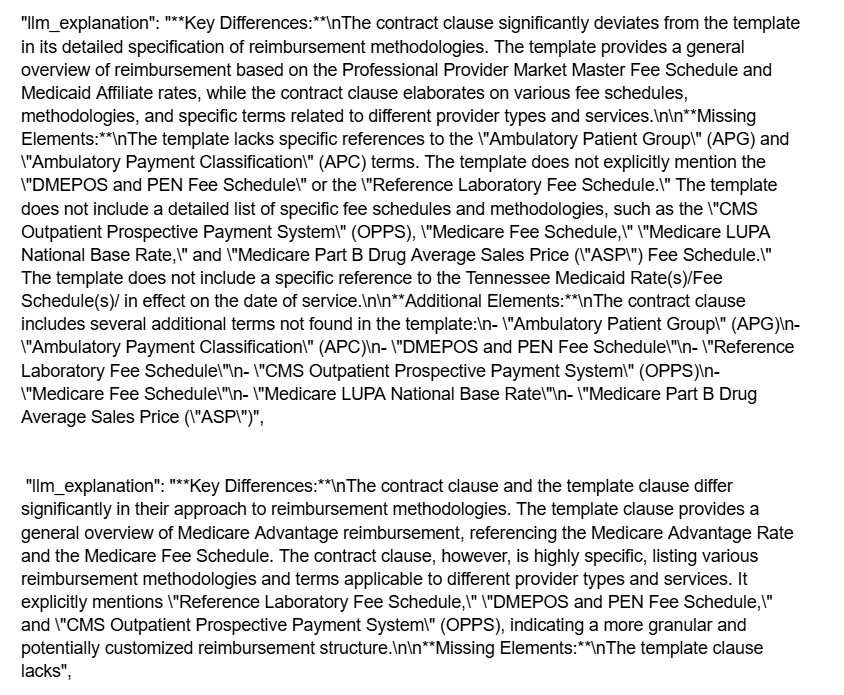 "llm_explanation": "**Key Differences:**\nThe contract clause significantly deviates from the template
in its detailed specification of reimbursement methodologies. The template provides a general
overview of reimbursement based on the Professional Provider Market Master Fee Schedule and
Medicaid Affiliate rates, while the contract clause elaborates on various fee schedules,
methodologies, and specific terms related to different provider types and services.\n\n**Missing
Elements:**\nThe template lacks specific references to the \"Ambulatory Patient Group\" (APG) and
\"Ambulatory Payment Classification\" (APC) terms. The template does not explicitly mention the
\"DMEPOS and PEN Fee Schedule\" or the \"Reference Laboratory Fee Schedule.\" The template
does not include a detailed list of specific fee schedules and methodologies, such as the \"CMS
Outpatient Prospective Payment System\" (OPPS), \"Medicare Fee Schedule,\" \"Medicare LUPA
National Base Rate,\" and \"Medicare Part B Drug Average Sales Price (\"ASP\") Fee Schedule.\"
The template does not include a specific reference to the Tennessee Medicaid Rate(s)/Fee
Schedule(s)/ in effect on the date of service.\n\n**Additional Elements:**\nThe contract clause
includes several additional terms not found in the template:\n- \"Ambulatory Patient Group\" (APG)\n-
\"Ambulatory Payment Classification\" (APC)\n- \"DMEPOS and PEN Fee Schedule\"\n- \"Reference
Laboratory Fee Schedule\"\n- \"CMS Outpatient Prospective Payment System\" (OPPS)\n-
\"Medicare Fee Schedule\"\n- \"Medicare LUPA National Base Rate\"\n- \"Medicare Part B Drug
Average Sales Price (\"ASP\")",
"llm_explanation": "**Key Differences:**\nThe contract clause and the template clause differ
significantly in their approach to reimbursement methodologies. The template clause provides a
general overview of Medicare Advantage reimbursement, referencing the Medicare Advantage Rate
and the Medicare Fee Schedule. The contract clause, however, is highly specific, listing various
reimbursement methodologies and terms applicable to different provider types and services. It
explicitly mentions \"Reference Laboratory Fee Schedule,\" \"DMEPOS and PEN Fee Schedule,\"
and \"CMS Outpatient Prospective Payment System\" (OPPS), indicating a more granular and
potentially customized reimbursement structure.\n\n**Missing Elements:**\nThe template clause
lacks",